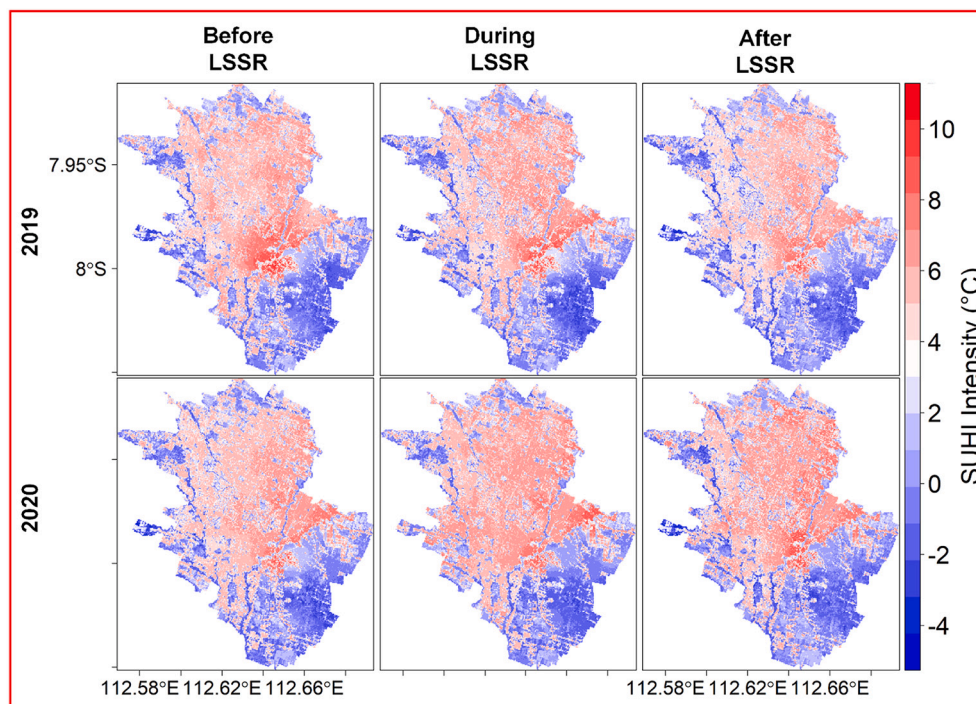 Before
LSSR
During
LSSR
After
LSSR
2019
7.95°S
8°S
2020
112.58°E 112.62°E 112.66°E
112.58°E 112.62°E 112.66°E
10
8
6
4
2
0
-2
-4
SUHI Intensity (°C)